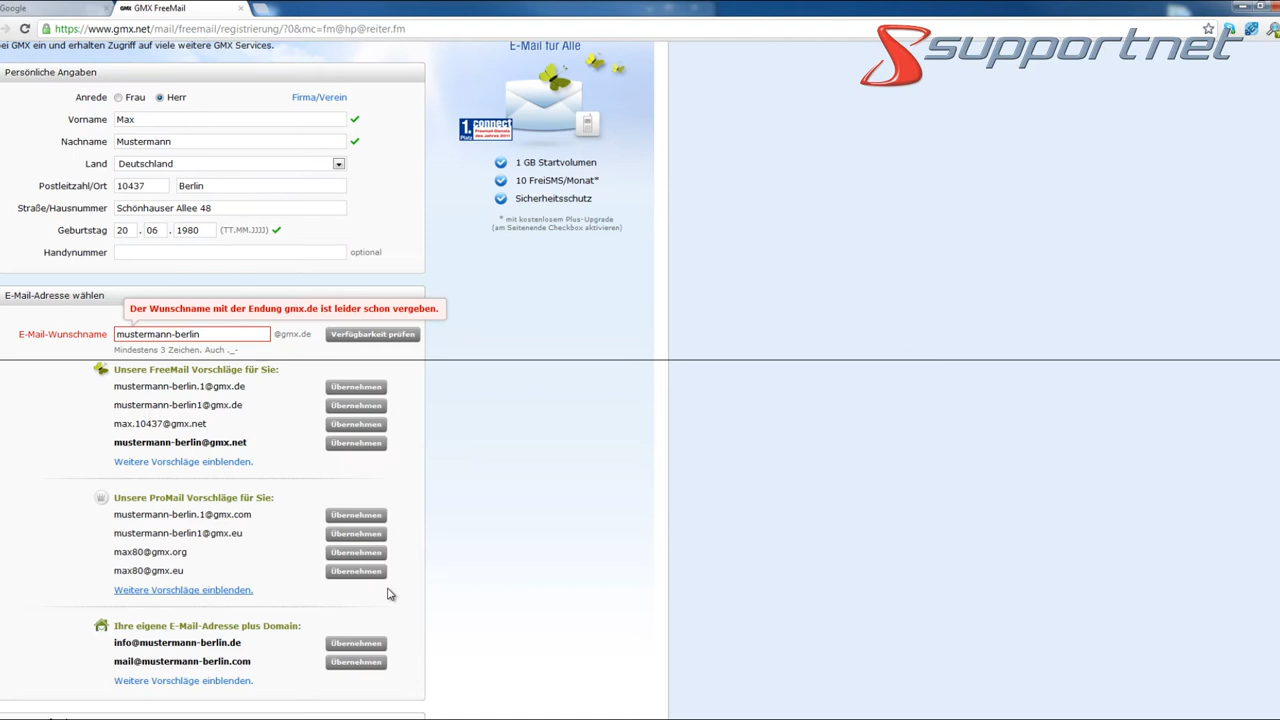 Google
GMX FreeMail
https://www.gmx.net/mail/freemail/registrierung/?0&mc=fm@hp@reiter.fm
bei GMX ein und erhalten Zugriff auf viele weitere GMX Services.
supportnet
E-Mail für Alle
Persönliche Angaben
Anrede Frau Herr Firma/Verein
Vorname Max
Nachname Mustermann
Land Deutschland
Postleitzahl/Ort 10437 Berlin
Straße/Hausnummer Schönhauser Allee 48
Geburtstag 20 . 06 . 1980 (TT.MM.JJJJ)
Handynummer optional
1. Platz connect
1 GB Startvolumen
10 FreiSMS/Monat*
Sicherheitsschutz
* mit kostenlosem Plus-Upgrade
(am Seitenende Checkbox aktivieren)
E-Mail-Adresse wählen
Der Wunschname mit der Endung gmx.de ist leider schon vergeben.
E-Mail-Wunschname mustermann-berlin @gmx.de Verfügbarkeit prüfen
Mindestens 3 Zeichen. Auch ._-
Unsere FreeMail Vorschläge für Sie:
mustermann-berlin.1@gmx.de Übernehmen
mustermann-berlin1@gmx.de Übernehmen
max.10437@gmx.net Übernehmen
mustermann-berlin@gmx.net Übernehmen
Weitere Vorschläge einblenden.
Unsere ProMail Vorschläge für Sie:
mustermann-berlin.1@gmx.com Übernehmen
mustermann-berlin1@gmx.eu Übernehmen
max80@gmx.org Übernehmen
max80@gmx.eu Übernehmen
Weitere Vorschläge einblenden.
Ihre eigene E-Mail-Adresse plus Domain:
info@mustermann-berlin.de Übernehmen
mail@mustermann-berlin.com Übernehmen
Weitere Vorschläge einblenden.